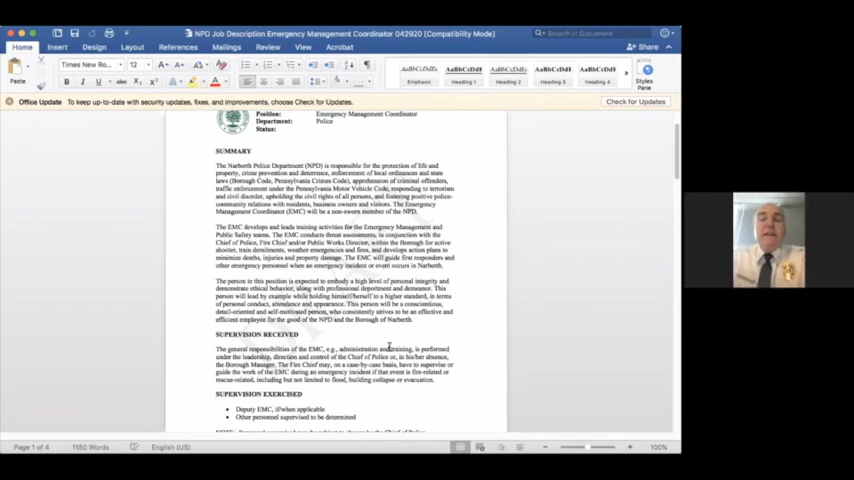 NPD Job Description Emergency Management Coordinator 042920 [Compatibility Mode]
Search in Document
Home Insert Design Layout References Mailings Review View Acrobat
Share
Times New Ro... 12
Paste
Emphasis Heading 1 Heading 2 Heading 3 Heading 4
Styles
Pane
Office Update To keep up-to-date with security updates, fixes, and improvements, choose Check for Updates.
Check for Updates
Position: Emergency Management Coordinator
Department: Police
Status:
SUMMARY
The Narberth Police Department (NPD) is responsible for the protection of life and
property, crime prevention and deterrence, enforcement of local ordinances and state
laws (Borough Code, Pennsylvania Crimes Code), apprehension of criminal offenders,
traffic enforcement under the Pennsylvania Motor Vehicle Code, responding to terrorism
and civil disorder, upholding the civil rights of all persons, and fostering positive police-
community relations with residents, business owners and visitors. The Emergency
Management Coordinator (EMC) will be a non-sworn member of the NPD.
The EMC develops and leads training activities for the Emergency Management and
Public Safety teams. The EMC conducts threat assessments, in conjunction with the
Chief of Police, Fire Chief and/or Public Works Director, within the Borough for active
shooter, train derailments, weather emergencies and fires, and develops action plans to
minimize deaths, injuries and property damage. The EMC will guide first responders and
other emergency personnel when an emergency incident or event occurs in Narberth.
The person in this position is expected to embody a high level of personal integrity and
demonstrate ethical behavior, along with professional department and demeanor. This
person will lead by example while holding himself/herself to a higher standard, in terms
of personal conduct, attendance and appearance. This person will be a conscientious,
detail-oriented and self-motivated person, who consistently strives to be an effective and
efficient employee for the good of the NPD and the Borough of Narberth.
SUPERVISION RECEIVED
The general responsibilities of the EMC, e.g., administration and training, is performed
under the leadership, direction and control of the Chief of Police or, in his/her absence,
the Borough Manager. The Fire Chief may, on a case-by-case basis, have to supervise or
guide the work of the EMC during an emergency incident if that event is fire-related or
rescue-related, including but not limited to flood, building collapse or evacuation.
SUPERVISION EXERCISED
• Deputy EMC, if/when applicable
• Other personnel supervised to be determined
Page 1 of 4 1180 Words English (US) 100%